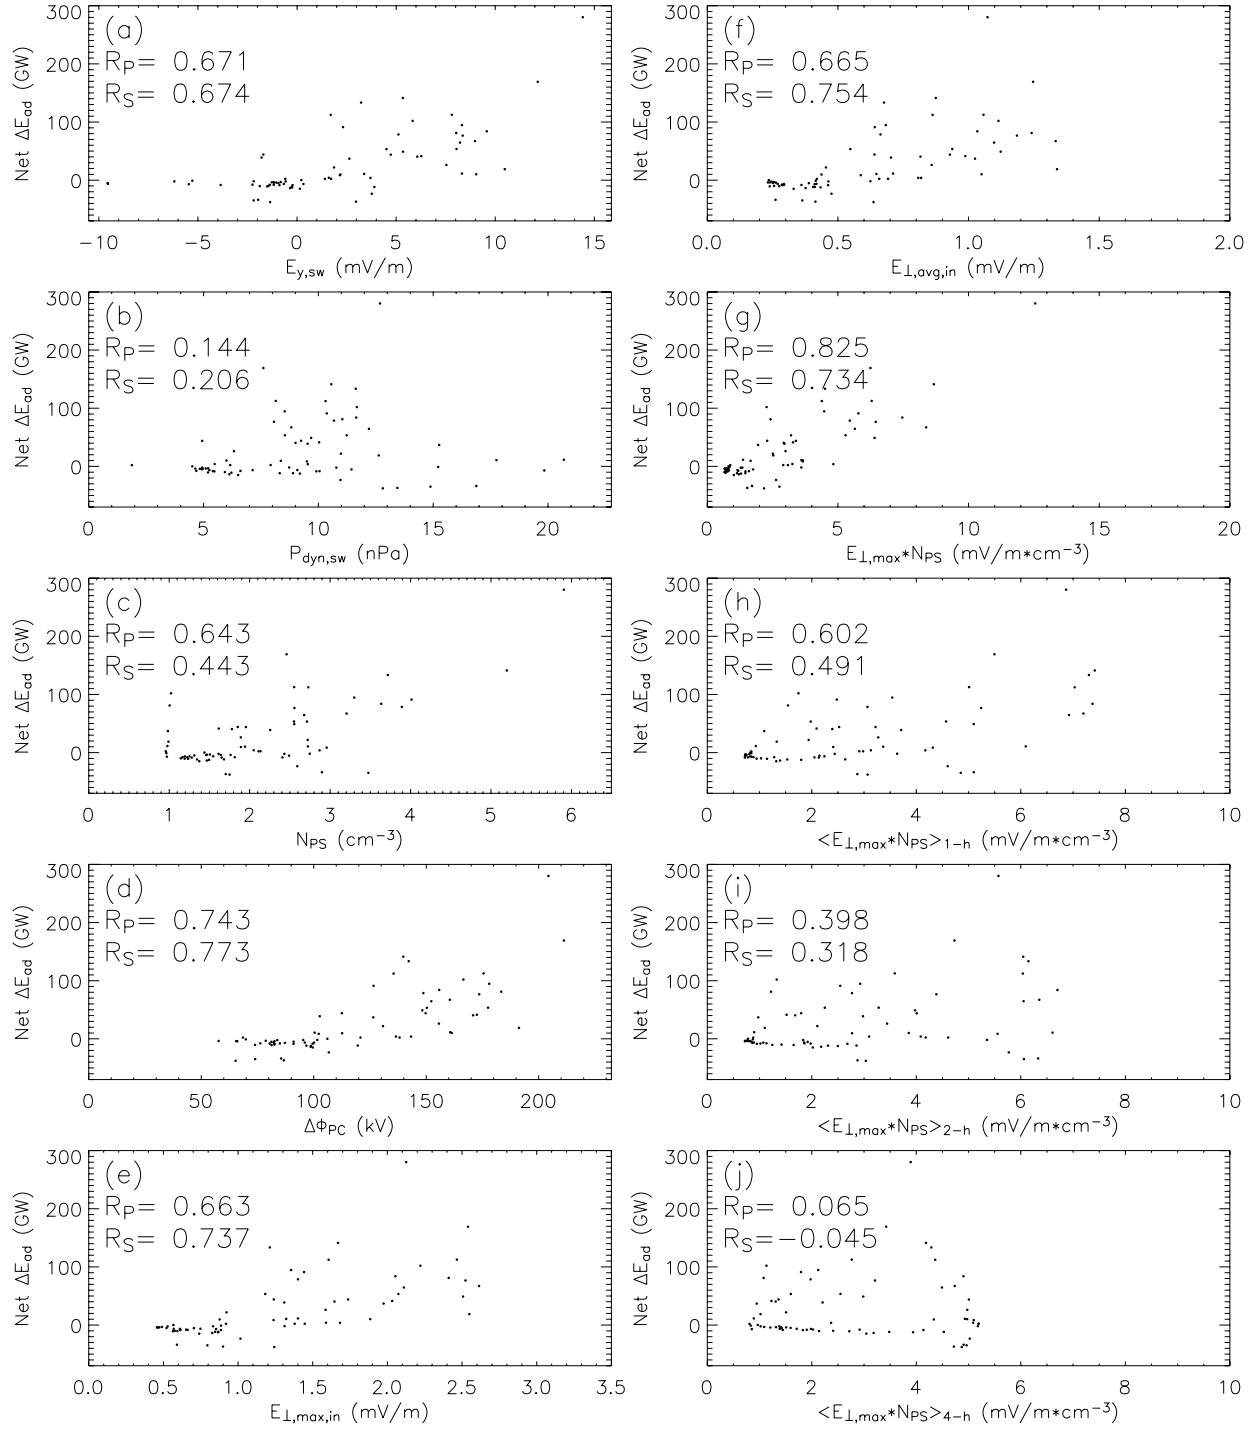 (a)
R_P= 0.671
R_S= 0.674
Net ΔE_ad (GW)
300
200
100
0
−10 −5 0 5 10 15
E_y,sw (mV/m)
(f)
R_P= 0.665
R_S= 0.754
Net ΔE_ad (GW)
300
200
100
0
0.0 0.5 1.0 1.5 2.0
E_⊥,avg,in (mV/m)
(b)
R_P= 0.144
R_S= 0.206
Net ΔE_ad (GW)
300
200
100
0
0 5 10 15 20
P_dyn,sw (nPa)
(g)
R_P= 0.825
R_S= 0.734
Net ΔE_ad (GW)
300
200
100
0
0 5 10 15 20
E_⊥,max*N_PS (mV/m*cm⁻³)
(c)
R_P= 0.643
R_S= 0.443
Net ΔE_ad (GW)
300
200
100
0
0 1 2 3 4 5 6
N_PS (cm⁻³)
(h)
R_P= 0.602
R_S= 0.491
Net ΔE_ad (GW)
300
200
100
0
0 2 4 6 8 10
<E_⊥,max*N_PS>_1−h (mV/m*cm⁻³)
(d)
R_P= 0.743
R_S= 0.773
Net ΔE_ad (GW)
300
200
100
0
0 50 100 150 200
ΔΦ_PC (kV)
(i)
R_P= 0.398
R_S= 0.318
Net ΔE_ad (GW)
300
200
100
0
0 2 4 6 8 10
<E_⊥,max*N_PS>_2−h (mV/m*cm⁻³)
(e)
R_P= 0.663
R_S= 0.737
Net ΔE_ad (GW)
300
200
100
0
0.0 0.5 1.0 1.5 2.0 2.5 3.0 3.5
E_⊥,max,in (mV/m)
(j)
R_P= 0.065
R_S=−0.045
Net ΔE_ad (GW)
300
200
100
0
0 2 4 6 8 10
<E_⊥,max*N_PS>_4−h (mV/m*cm⁻³)